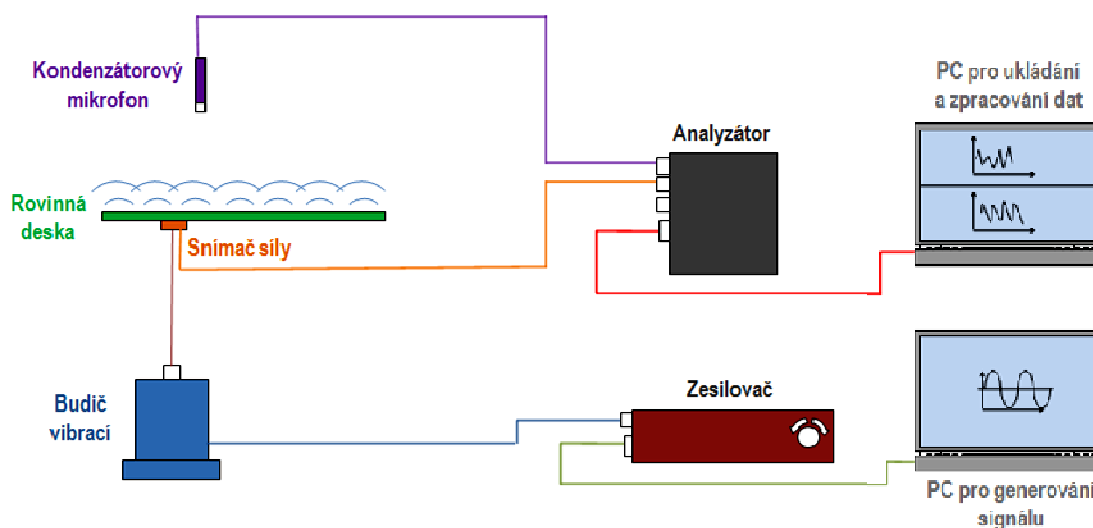 Kondenzátorový
mikrofon
PC pro ukládání
a zpracování dat
Analyzátor
Rovinná
deska
Snímač síly
Budič
vibrací
Zesilovač
PC pro generování
signálu